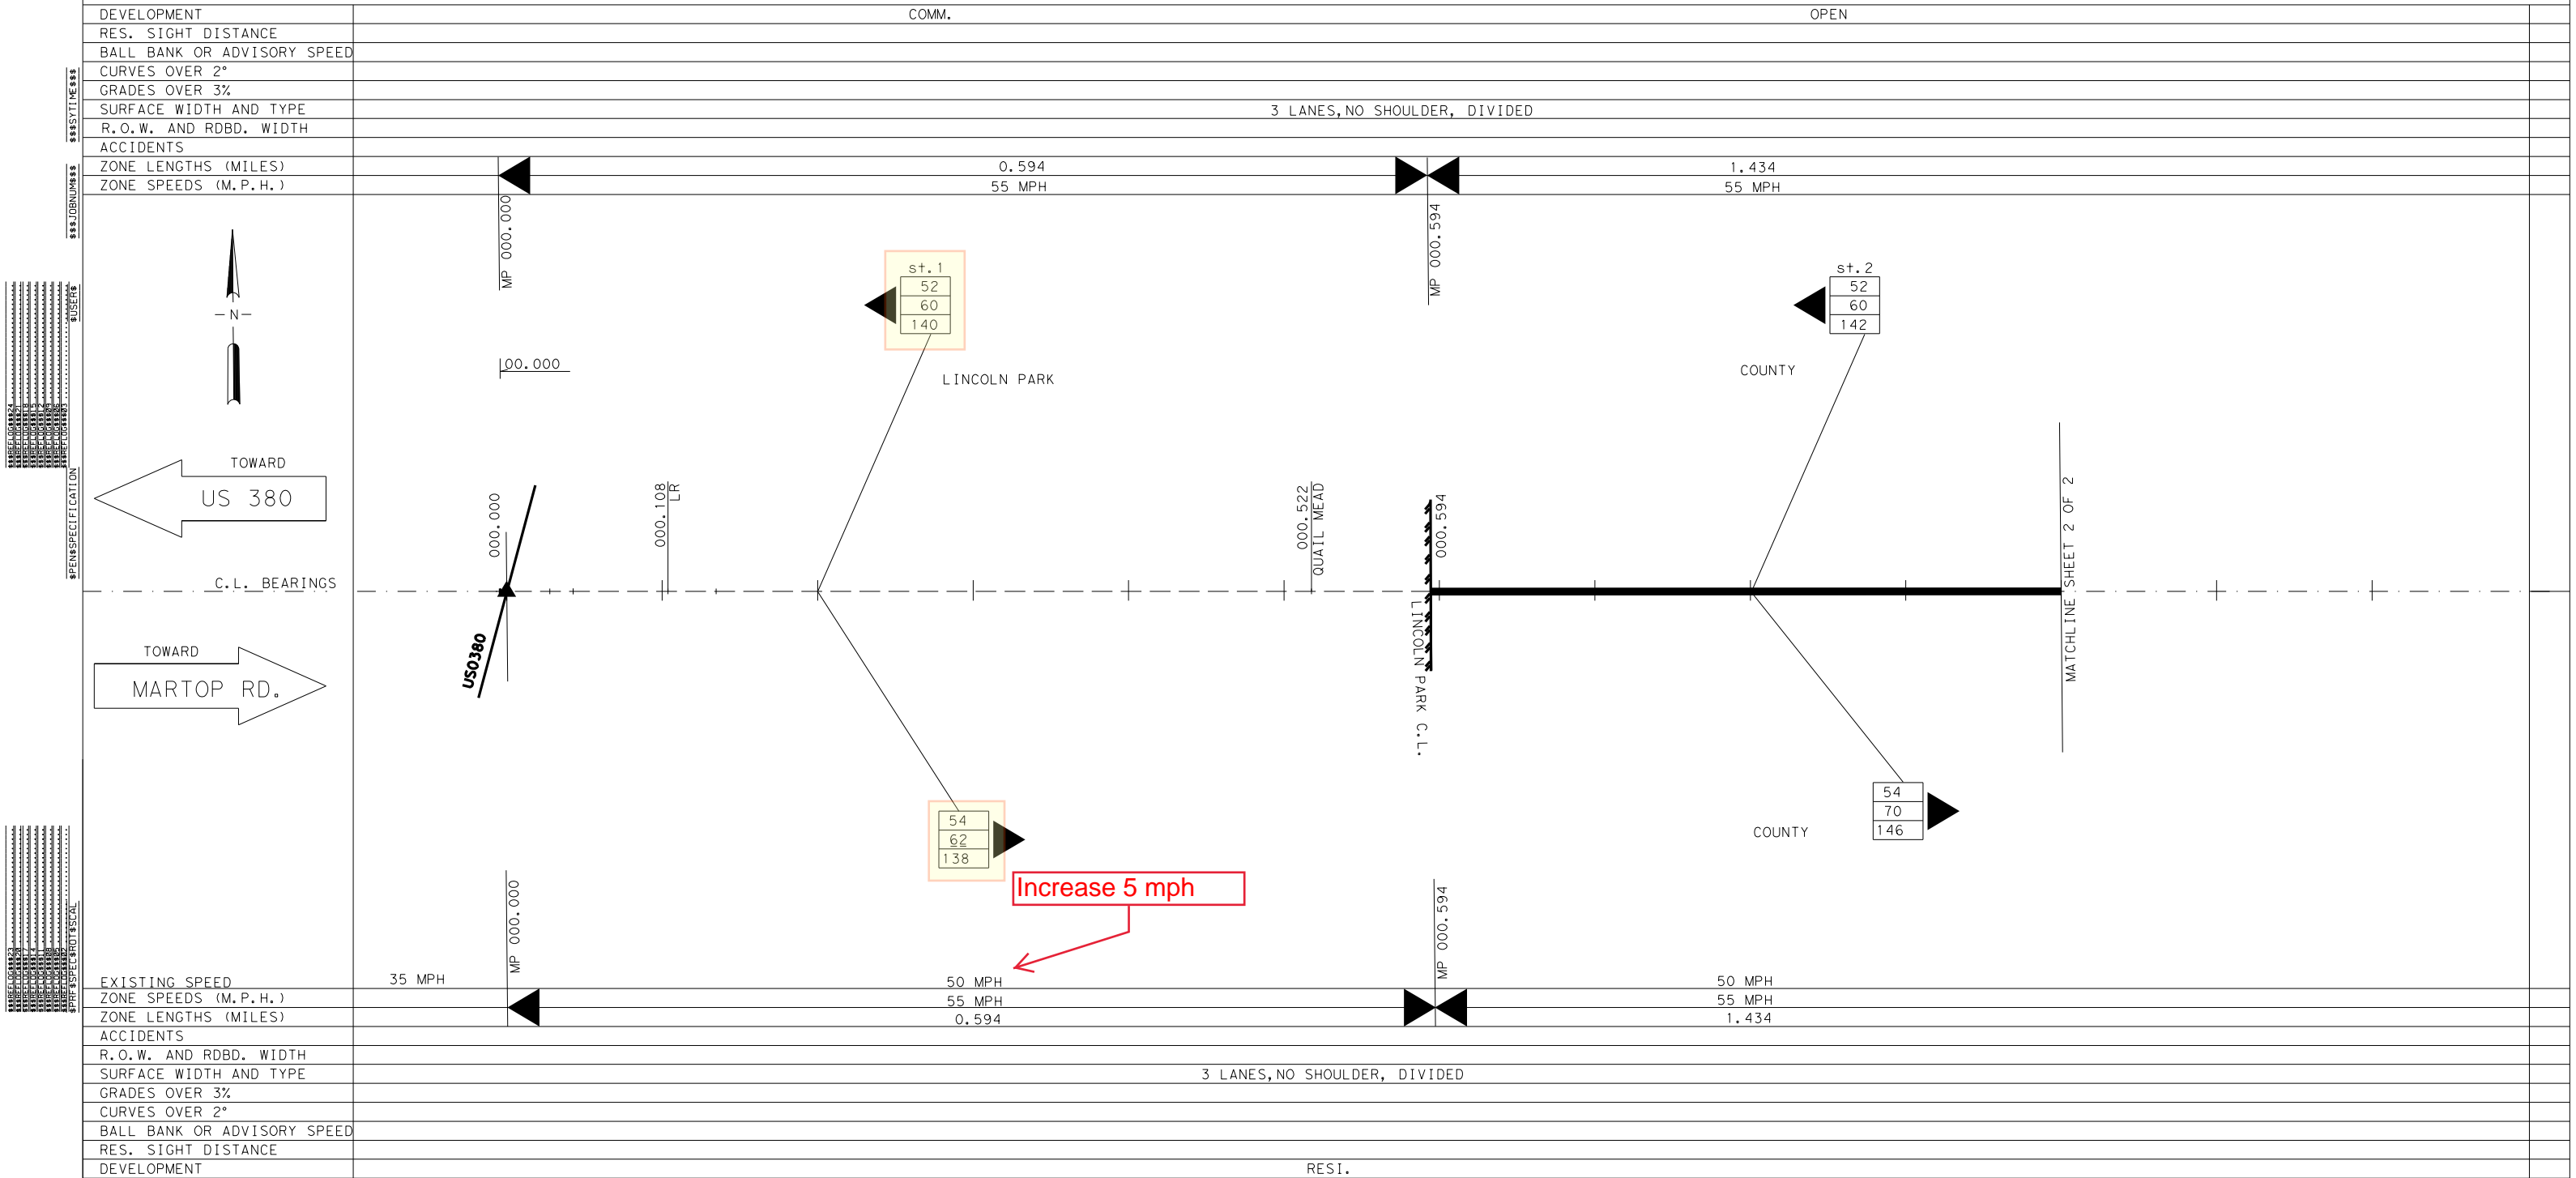 DEVELOPMENT COMM. OPEN
RES. SIGHT DISTANCE
BALL BANK OR ADVISORY SPEED
CURVES OVER 2°
GRADES OVER 3%
SURFACE WIDTH AND TYPE 3 LANES,NO SHOULDER, DIVIDED
R.O.W. AND RDBD. WIDTH
ACCIDENTS
ZONE LENGTHS (MILES) 0.594 1.434
ZONE SPEEDS (M.P.H.) 55 MPH 55 MPH
$$$SYTIME$$$
$$$JOBNUM$$$
$USER$
$PEN$SPECIFICATION
MP 000.000
MP 000.594
-N-
st.1
52
60
140
st.2
52
60
142
00.000
LINCOLN PARK
COUNTY
TOWARD
US 380
000.000
000.108
LR
000.522
QUAIL MEAD
000.594
MATCHLINE SHEET 2 OF 2
C.L. BEARINGS
US0380
LINCOLN PARK C.L.
TOWARD
MARTOP RD.
54
62
138
54
70
146
COUNTY
Increase 5 mph
MP 000.000
MP 000.594
EXISTING SPEED 35 MPH 50 MPH 50 MPH
ZONE SPEEDS (M.P.H.) 55 MPH 55 MPH
ZONE LENGTHS (MILES) 0.594 1.434
ACCIDENTS
R.O.W. AND RDBD. WIDTH
SURFACE WIDTH AND TYPE 3 LANES,NO SHOULDER, DIVIDED
GRADES OVER 3%
CURVES OVER 2°
BALL BANK OR ADVISORY SPEED
RES. SIGHT DISTANCE
DEVELOPMENT RESI.